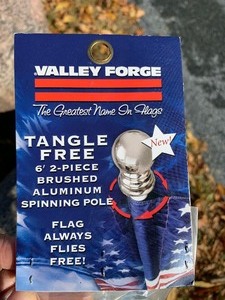 VALLEY FORGE
The Greatest Name In Flags
New!
TANGLE
FREE
6' 2-PIECE
BRUSHED
ALUMINUM
SPINNING POLE
FLAG
ALWAYS
FLIES
FREE!